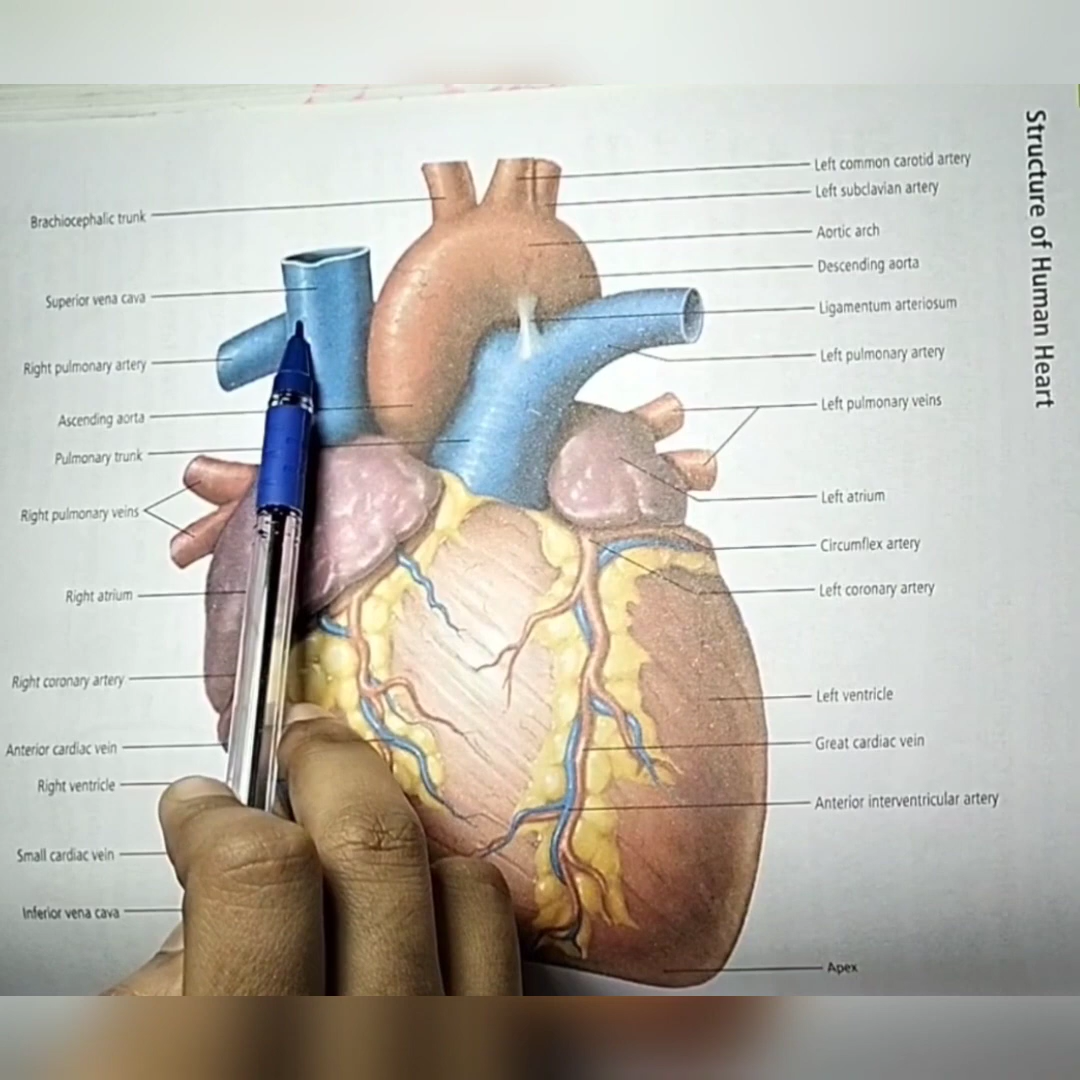 Structure of Human Heart
Brachiocephalic trunk
Superior vena cava
Right pulmonary artery
Ascending aorta
Pulmonary trunk
Right pulmonary veins
Right atrium
Right coronary artery
Anterior cardiac vein
Right ventricle
Small cardiac vein
Inferior vena cava
Left common carotid artery
Left subclavian artery
Aortic arch
Descending aorta
Ligamentum arteriosum
Left pulmonary artery
Left pulmonary veins
Left atrium
Circumflex artery
Left coronary artery
Left ventricle
Great cardiac vein
Anterior interventricular artery
Apex